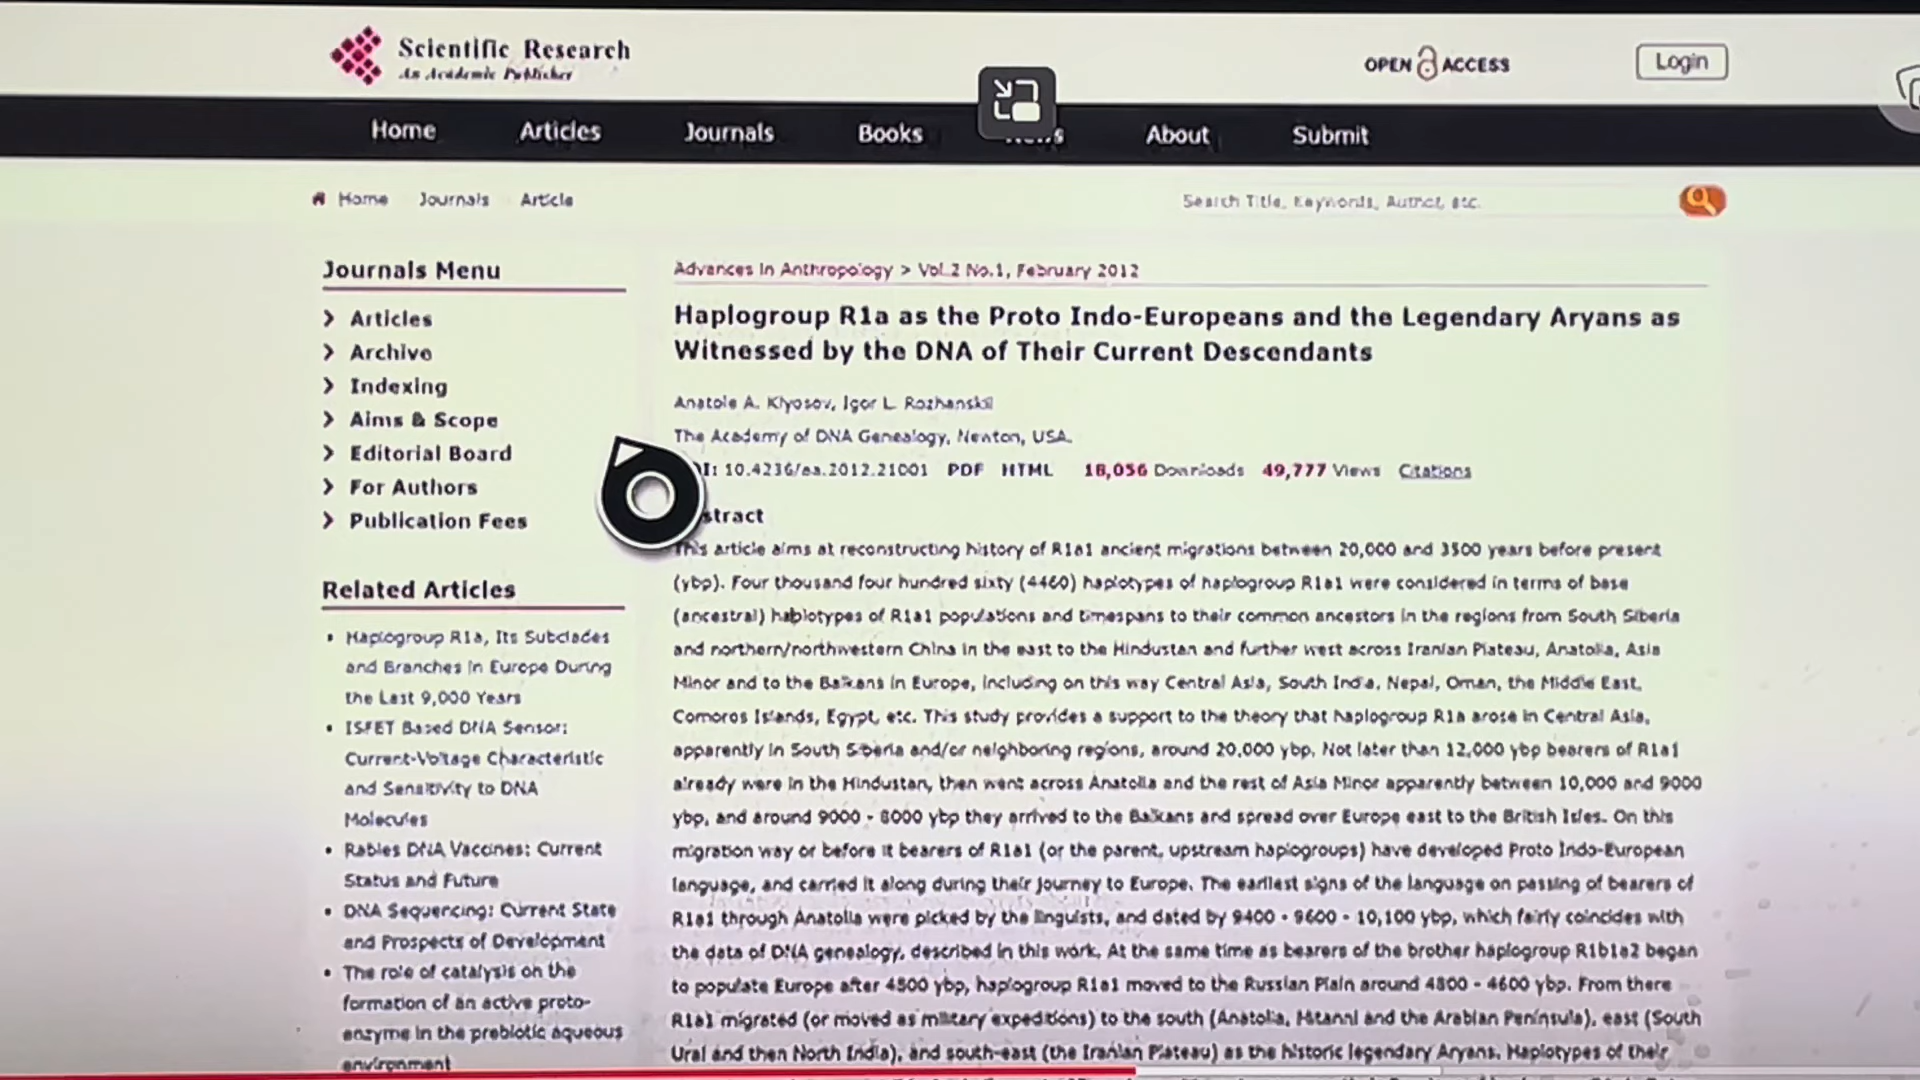 Scientific Research
An Academic Publisher
OPEN ACCESS
Login
Home
Articles
Journals
Books
About
Submit
Home
Journals
Article
Search Title, Keywords, Author, etc.
Journals Menu
Articles
Archive
Indexing
Aims & Scope
Editorial Board
For Authors
Publication Fees
Related Articles
Haplogroup R1a, Its Subclades
and Branches in Europe During
the Last 9,000 Years
ISFET Based DNA Sensor:
Current-Voltage Characteristic
and Sensitivity to DNA
Molecules
Rabies DNA Vaccines: Current
Status and Future
DNA Sequencing: Current State
and Prospects of Development
The role of catalysis on the
formation of an active proto-
enzyme in the prebiotic aqueous
environment
Advances in Anthropology > Vol.2 No.1, February 2012
Haplogroup R1a as the Proto Indo-Europeans and the Legendary Aryans as
Witnessed by the DNA of Their Current Descendants
Anatole A. Klyosov, Igor L. Rozhanskii
The Academy of DNA Genealogy, Newton, USA.
10.4236/aa.2012.21001 PDF HTML 18,056 Downloads 49,777 Views Citations
This article aims at reconstructing history of R1a1 ancient migrations between 20,000 and 3500 years before present
(ybp). Four thousand four hundred sixty (4460) haplotypes of haplogroup R1a1 were considered in terms of base
(ancestral) haplotypes of R1a1 populations and timespans to their common ancestors in the regions from South Siberia
and northern/northwestern China in the east to the Hindustan and further west across Iranian Plateau, Anatolia, Asia
Minor and to the Balkans in Europe, including on this way Central Asia, South India, Nepal, Oman, the Middle East,
Comoros Islands, Egypt, etc. This study provides a support to the theory that haplogroup R1a arose in Central Asia,
apparently in South Siberia and/or neighboring regions, around 20,000 ybp. Not later than 12,000 ybp bearers of R1a1
already were in the Hindustan, then went across Anatolia and the rest of Asia Minor apparently between 10,000 and 9000
ybp, and around 9000 - 8000 ybp they arrived to the Balkans and spread over Europe east to the British Isles. On this
migration way or before it bearers of R1a1 (or the parent, upstream haplogroups) have developed Proto Indo-European
language, and carried it along during their journey to Europe. The earliest signs of the language on passing of bearers of
R1a1 through Anatolia were picked by the linguists, and dated by 9400 - 9600 - 10,100 ybp, which fairly coincides with
the data of DNA genealogy, described in this work. At the same time as bearers of the brother haplogroup R1b1a2 began
to populate Europe after 4800 ybp, haplogroup R1a1 moved to the Russian Plain around 4800 - 4600 ybp. From there
R1a1 migrated (or moved as military expeditions) to the south (Anatolia, Mitanni and the Arabian Peninsula), east (South
Ural and then North India), and south-east (the Iranian Plateau) as the historic legendary Aryans. Haplotypes of their